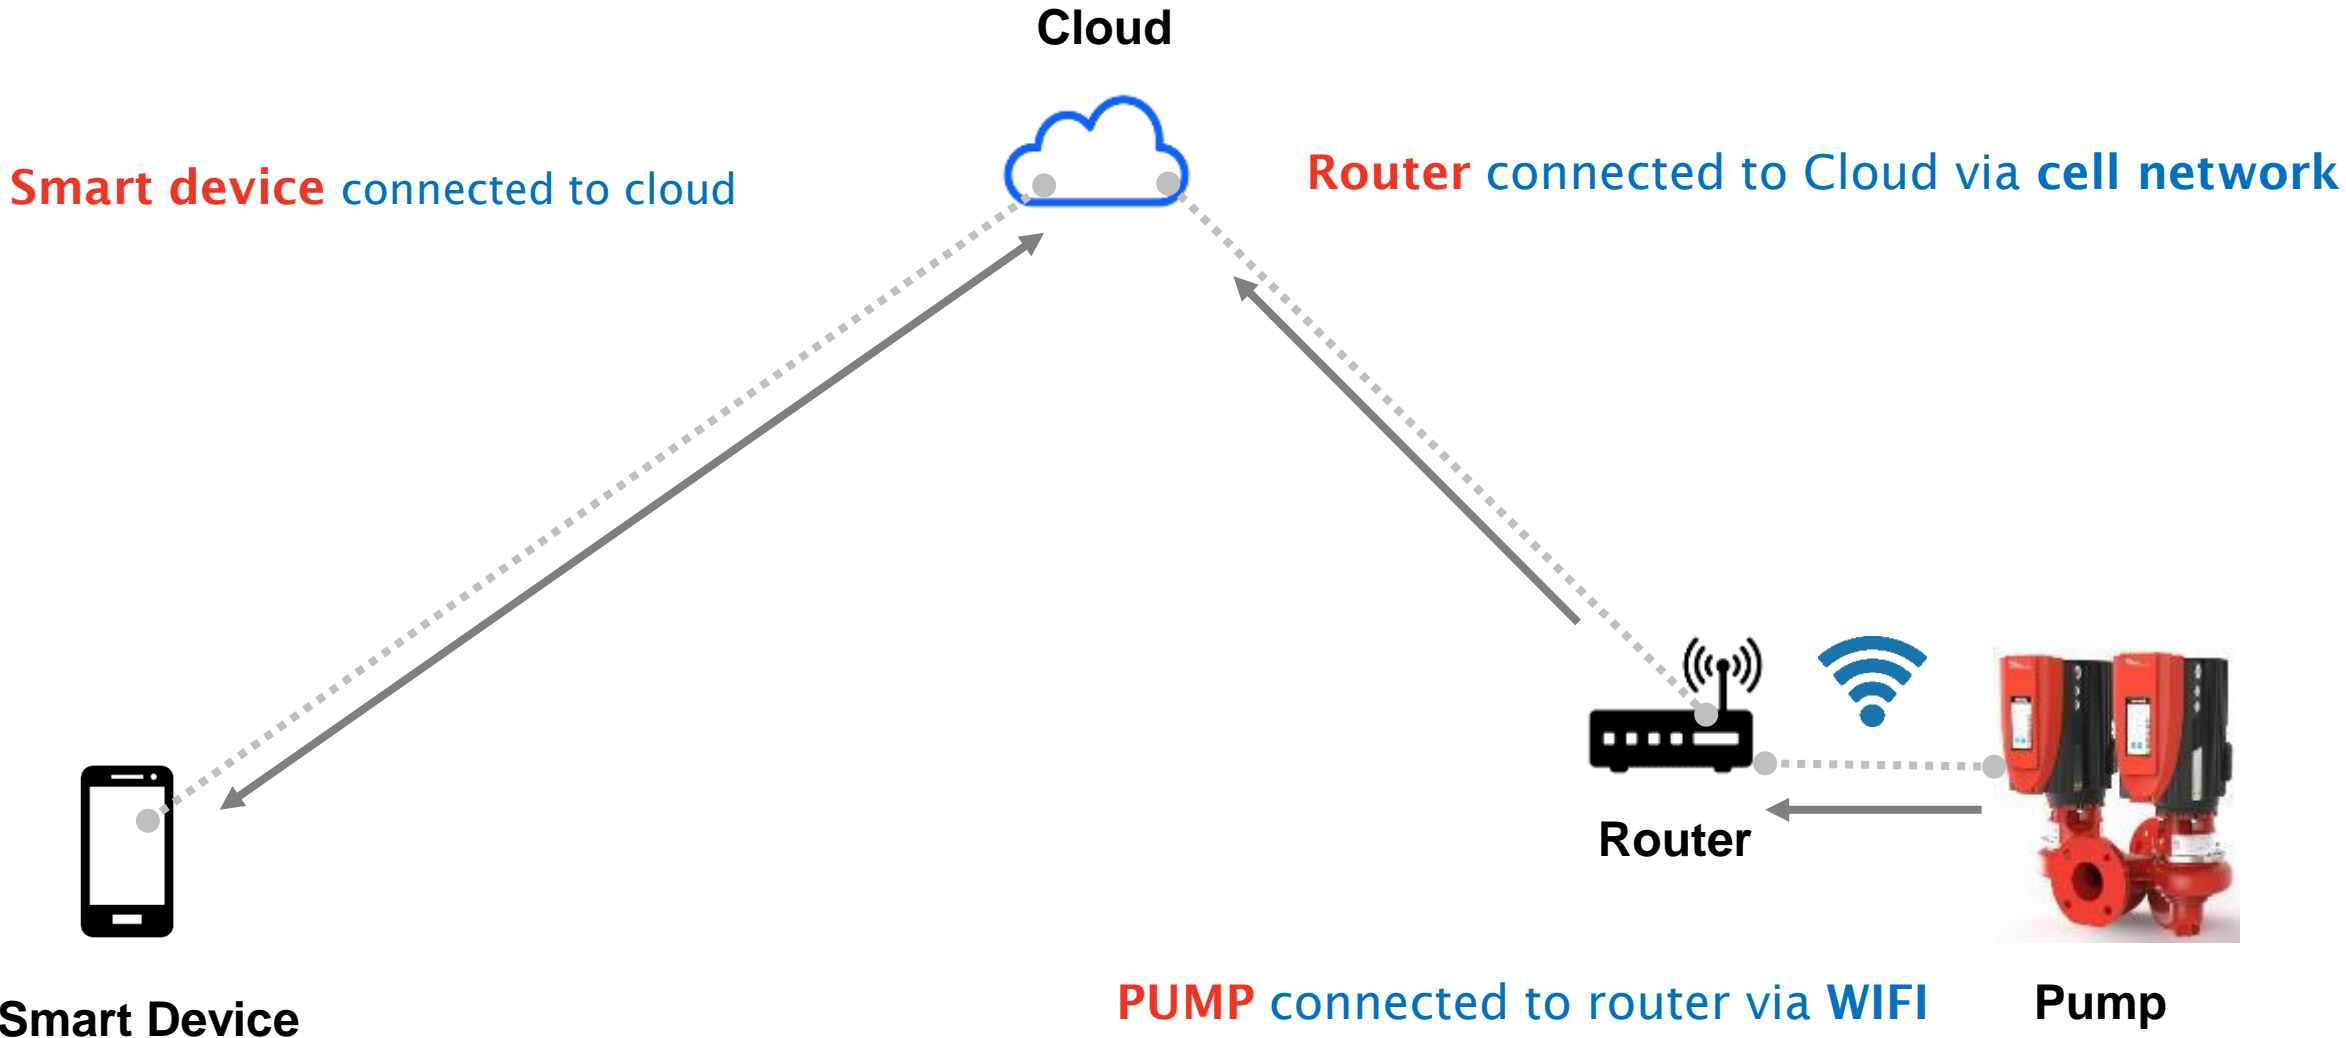 Cloud
Smart device connected to cloud
Router connected to Cloud via cell network
Router
PUMP connected to router via WIFI
Pump
Smart Device